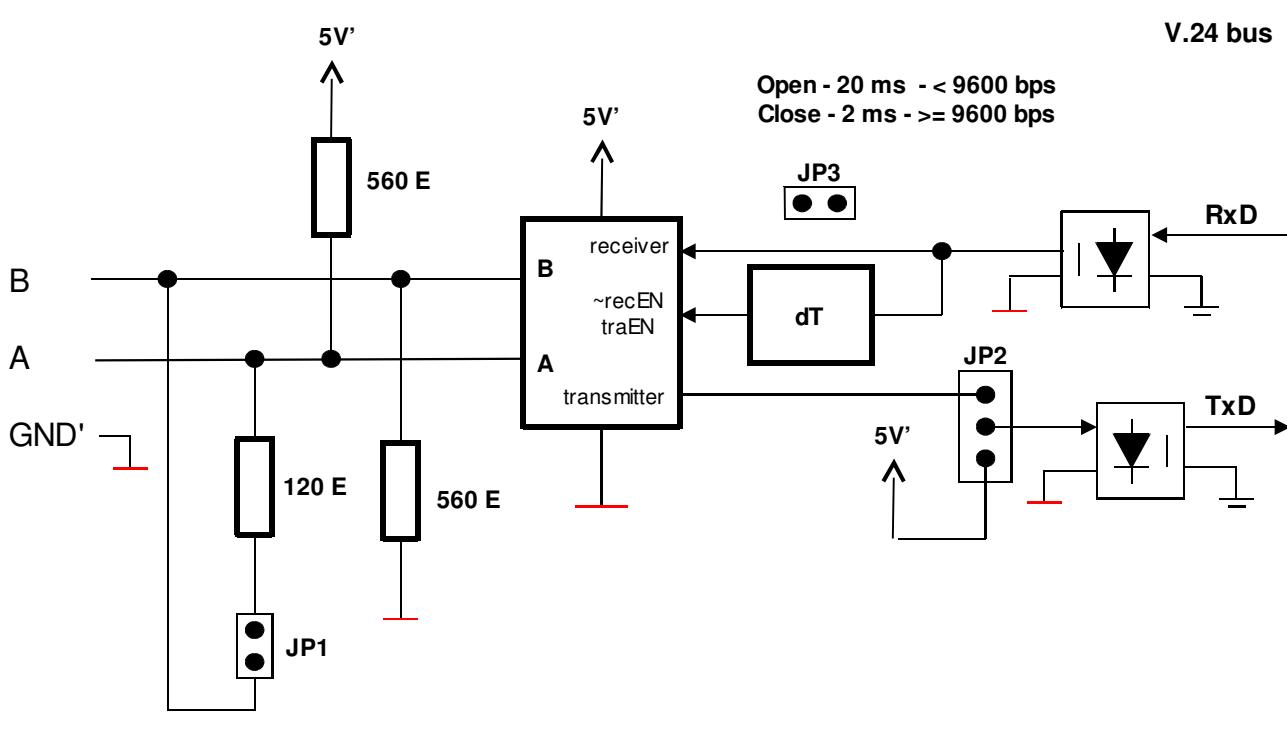 V.24 bus
5V'
Open - 20 ms - < 9600 bps
Close - 2 ms - >= 9600 bps
5V'
560 E
JP3
RxD
receiver
B
B
~recEN
traEN
dT
A
A
JP2
transmitter
TxD
GND'
5V'
120 E
560 E
JP1